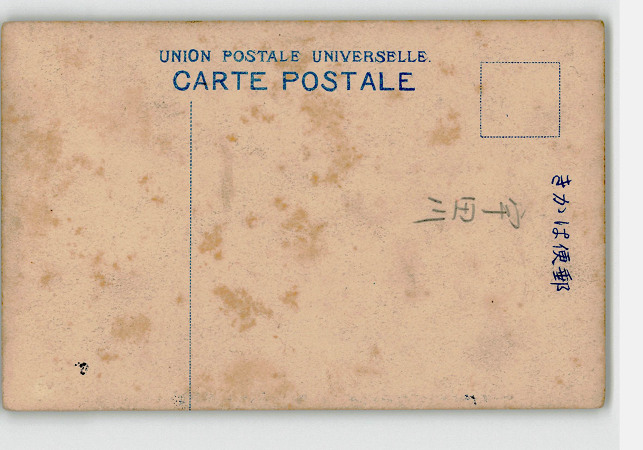 UNION POSTALE UNIVERSELLE.
CARTE POSTALE
郵便はかき